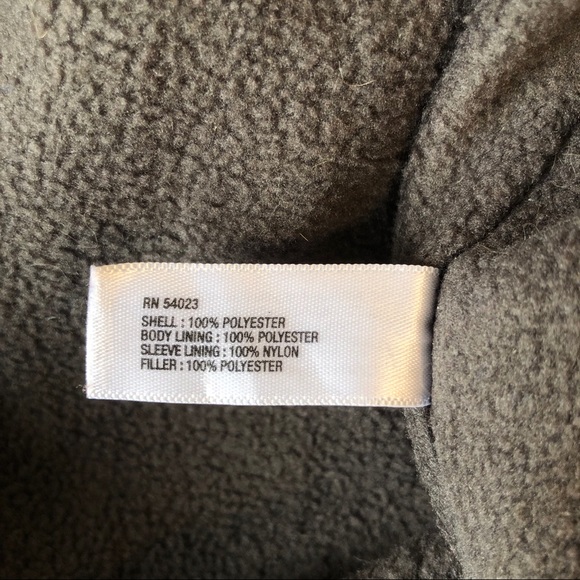 RN 54023
SHELL : 100% POLYESTER
BODY LINING : 100% POLYESTER
SLEEVE LINING : 100% NYLON
FILLER : 100% POLYESTER